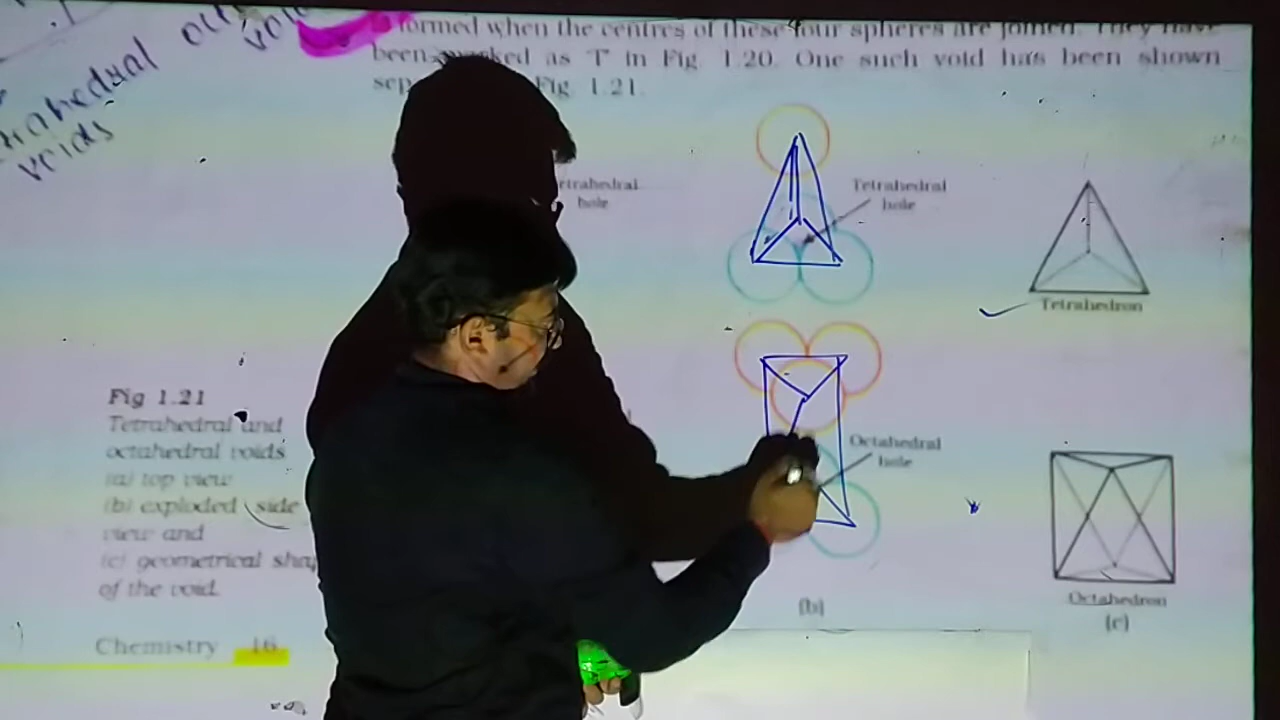 formed when the centres of these four spheres are joined. They have
been marked as 'T' in Fig 1.20. One such void has been shown
Fig. 1.21.
voids
hole
Tetrahedral
hole
Tetrahedron
Fig 1.21
Tetrahedral and
octahedral voids
(a) top view
(b) exploded side
view and
(c) geometrical
of the void.
Octahedral
hole
Octahedron
(b)
(c)
Chemistry 16